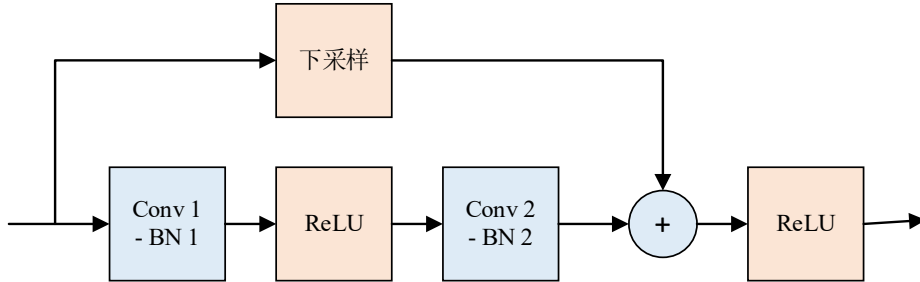 下采样
Conv 1
- BN 1
ReLU
Conv 2
- BN 2
+
ReLU